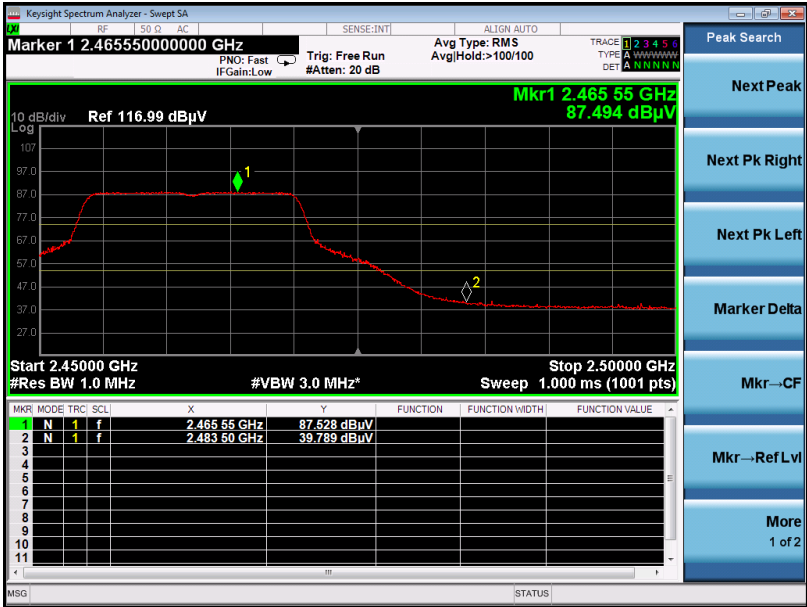 Keysight Spectrum Analyzer - Swept SA
LXI RF 50 Ω AC SENSE:INT ALIGN AUTO
Marker 1 2.465550000000 GHz
PNO: Fast
IFGain:Low
Trig: Free Run
#Atten: 20 dB
Avg Type: RMS
Avg|Hold:>100/100
TRACE 1 2 3 4 5 6
TYPE A WWWWW
DET A N N N N N
Mkr1 2.465 55 GHz
87.494 dBµV
10 dB/div Ref 116.99 dBµV
Log
107
97.0
87.0
77.0
67.0
57.0
47.0
37.0
27.0
1
2
Start 2.45000 GHz Stop 2.50000 GHz
#Res BW 1.0 MHz #VBW 3.0 MHz* Sweep 1.000 ms (1001 pts)
MKR MODE TRC SCL X Y FUNCTION FUNCTION WIDTH FUNCTION VALUE
1 N 1 f 2.465 55 GHz 87.528 dBµV
2 N 1 f 2.483 50 GHz 39.789 dBµV
3
4
5
6
7
8
9
10
11
MSG STATUS
Peak Search
Next Peak
Next Pk Right
Next Pk Left
Marker Delta
Mkr→CF
Mkr→Ref Lvl
More
1 of 2